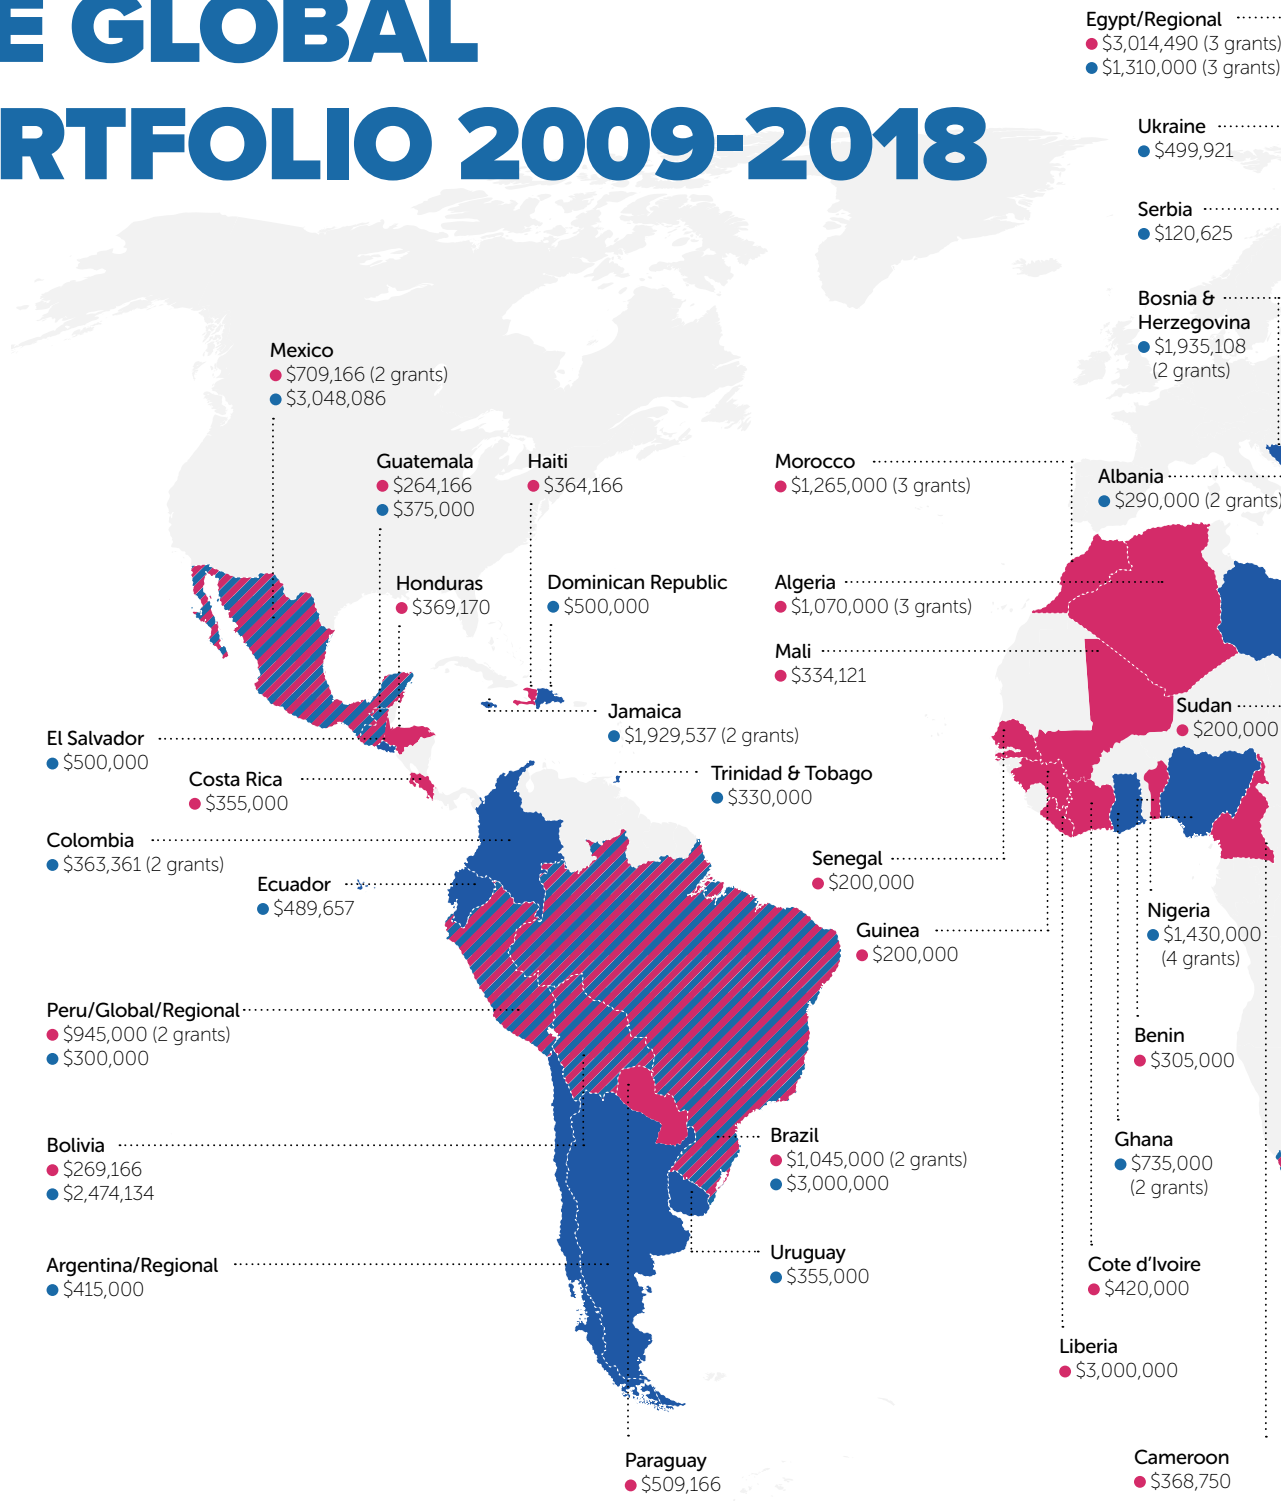 E GLOBAL
RTFOLIO 2009-2018
Egypt/Regional
$3,014,490 (3 grants)
$1,310,000 (3 grants)
Ukraine
$499,921
Serbia
$120,625
Bosnia &
Herzegovina
$1,935,108
(2 grants)
Mexico
$709,166 (2 grants)
$3,048,086
Guatemala
$264,166
$375,000
Haiti
$364,166
Morocco
$1,265,000 (3 grants)
Albania
$290,000 (2 grants)
Honduras
$369,170
Dominican Republic
$500,000
Algeria
$1,070,000 (3 grants)
Mali
$334,121
Sudan
$200,000
Jamaica
$1,929,537 (2 grants)
El Salvador
$500,000
Costa Rica
$355,000
Trinidad & Tobago
$330,000
Colombia
$363,361 (2 grants)
Ecuador
$489,657
Senegal
$200,000
Guinea
$200,000
Nigeria
$1,430,000
(4 grants)
Peru/Global/Regional
$945,000 (2 grants)
$300,000
Benin
$305,000
Bolivia
$269,166
$2,474,134
Brazil
$1,045,000 (2 grants)
$3,000,000
Ghana
$735,000
(2 grants)
Argentina/Regional
$415,000
Uruguay
$355,000
Cote d'Ivoire
$420,000
Liberia
$3,000,000
Paraguay
$509,166
Cameroon
$368,750